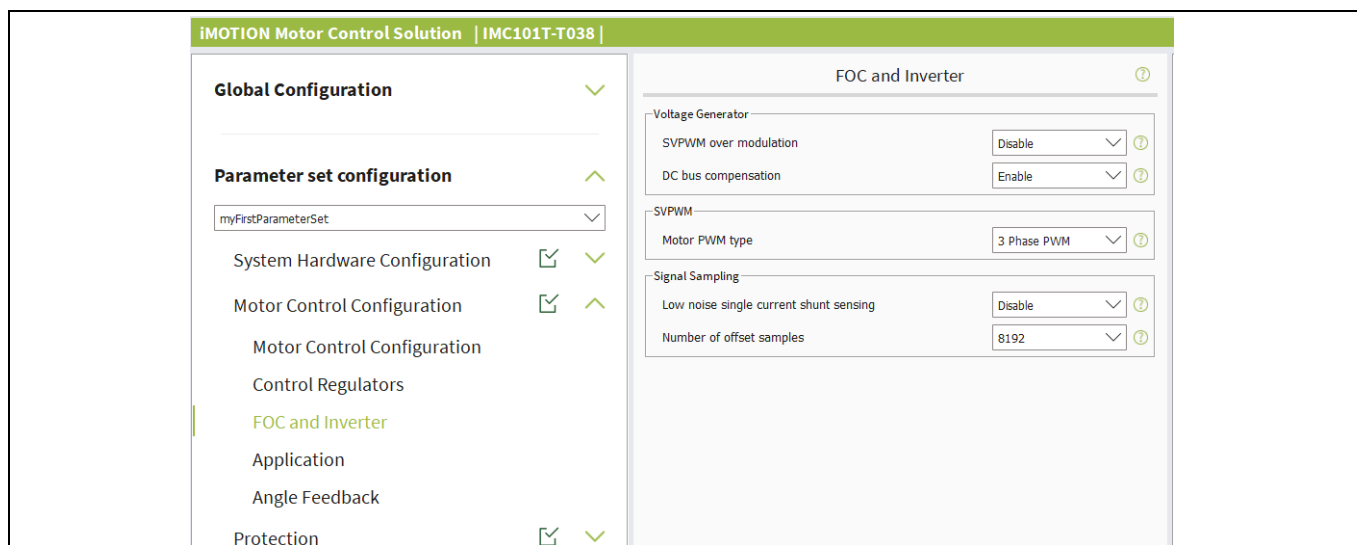 iMOTION Motor Control Solution | IMC101T-T038 |
Global Configuration
Parameter set configuration
myFirstParameterSet
System Hardware Configuration
Motor Control Configuration
Motor Control Configuration
Control Regulators
FOC and Inverter
Application
Angle Feedback
Protection
FOC and Inverter
Voltage Generator
SVPWM over modulation Disable
DC bus compensation Enable
SVPWM
Motor PWM type 3 Phase PWM
Signal Sampling
Low noise single current shunt sensing Disable
Number of offset samples 8192